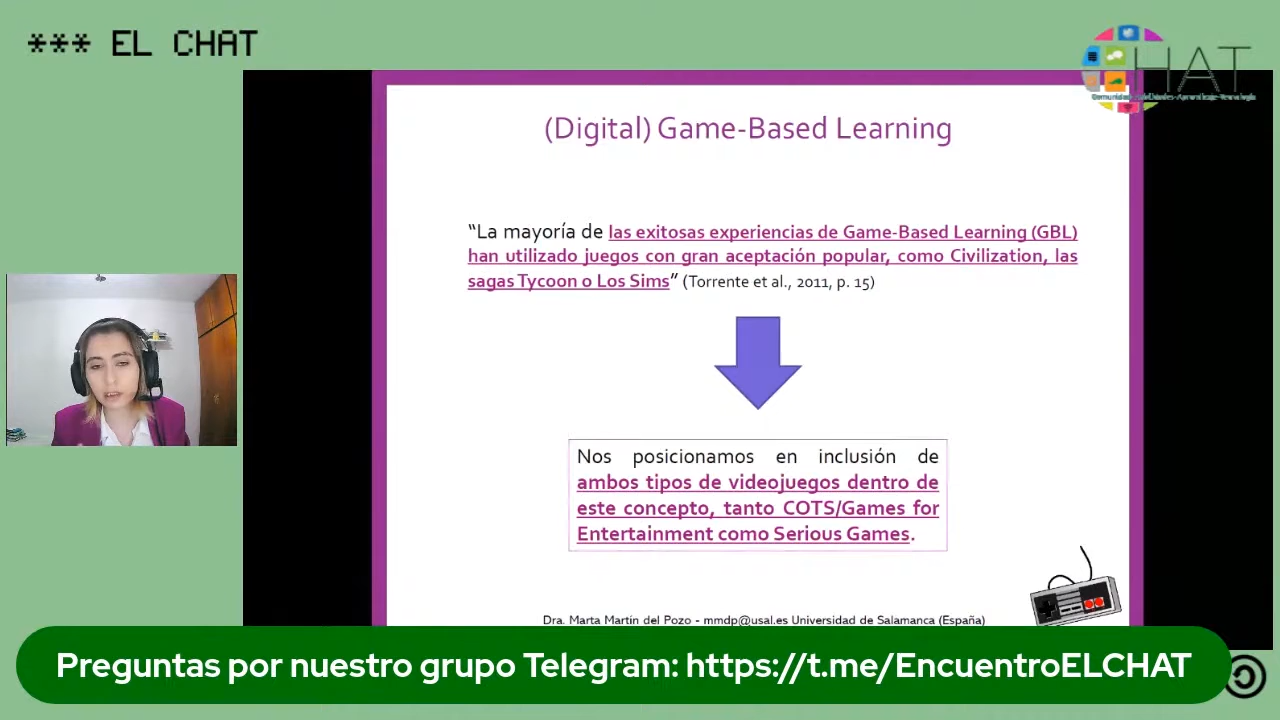 *** EL CHAT
HAT
(Digital) Game-Based Learning
“La mayoría de las exitosas experiencias de Game-Based Learning (GBL)
han utilizado juegos con gran aceptación popular, como Civilization, las
sagas Tycoon o Los Sims” (Torrente et al., 2011, p. 15)
Nos posicionamos en inclusión de
ambos tipos de videojuegos dentro de
este concepto, tanto COTS/Games for
Entertainment como Serious Games.
Dra. Marta Martín del Pozo - mmdp@usal.es Universidad de Salamanca (España)
Preguntas por nuestro grupo Telegram: https://t.me/EncuentroELCHAT